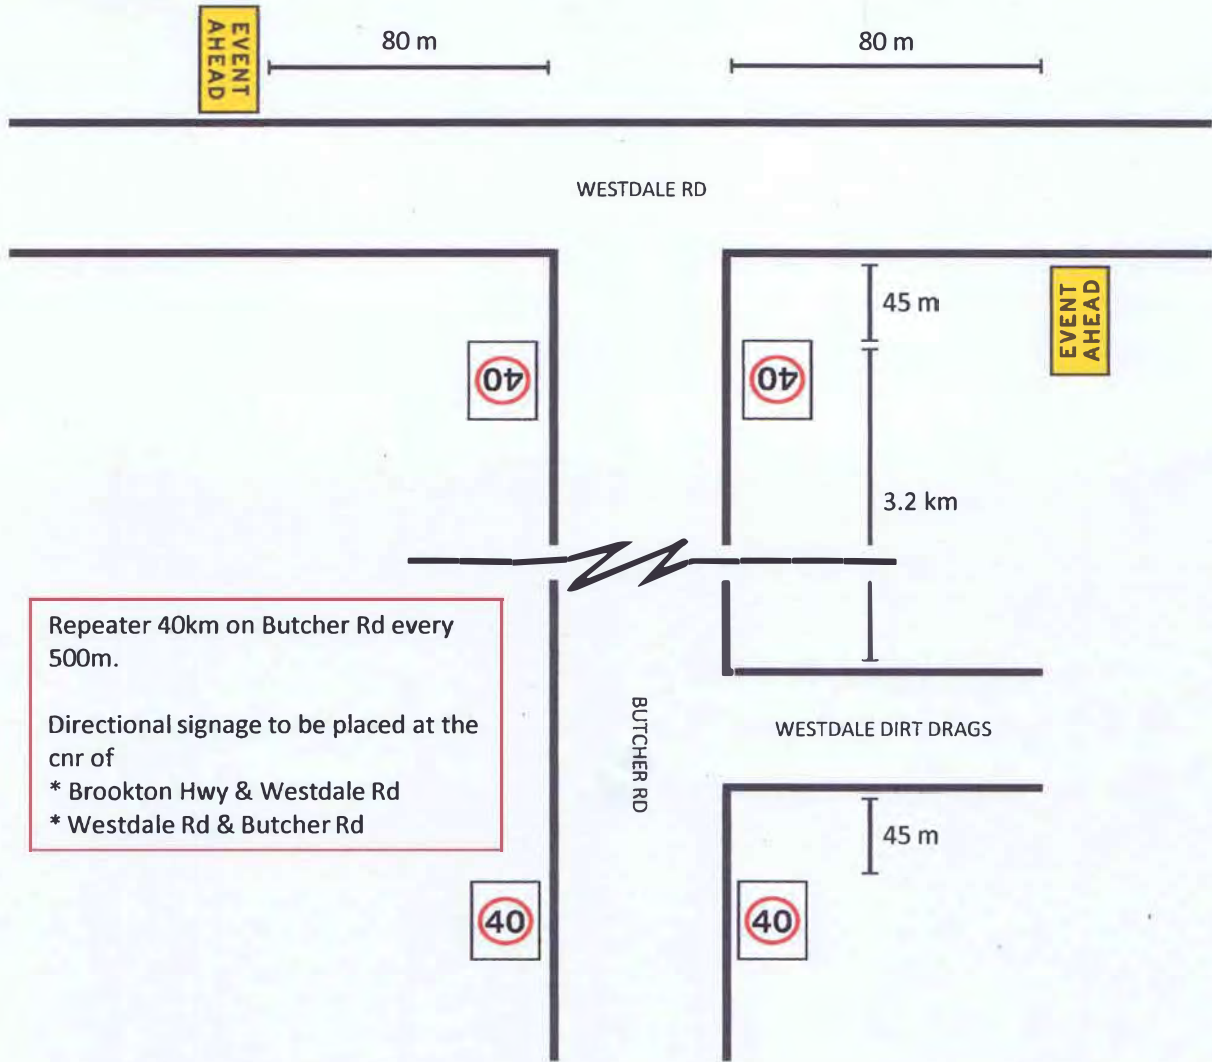 EVENT
AHEAD
80 m
80 m
WESTDALE RD
45 m
EVENT
AHEAD
40
40
3.2 km
Repeater 40km on Butcher Rd every
500m.
Directional signage to be placed at the
cnr of
* Brookton Hwy & Westdale Rd
* Westdale Rd & Butcher Rd
BUTCHER RD
WESTDALE DIRT DRAGS
45 m
40
40